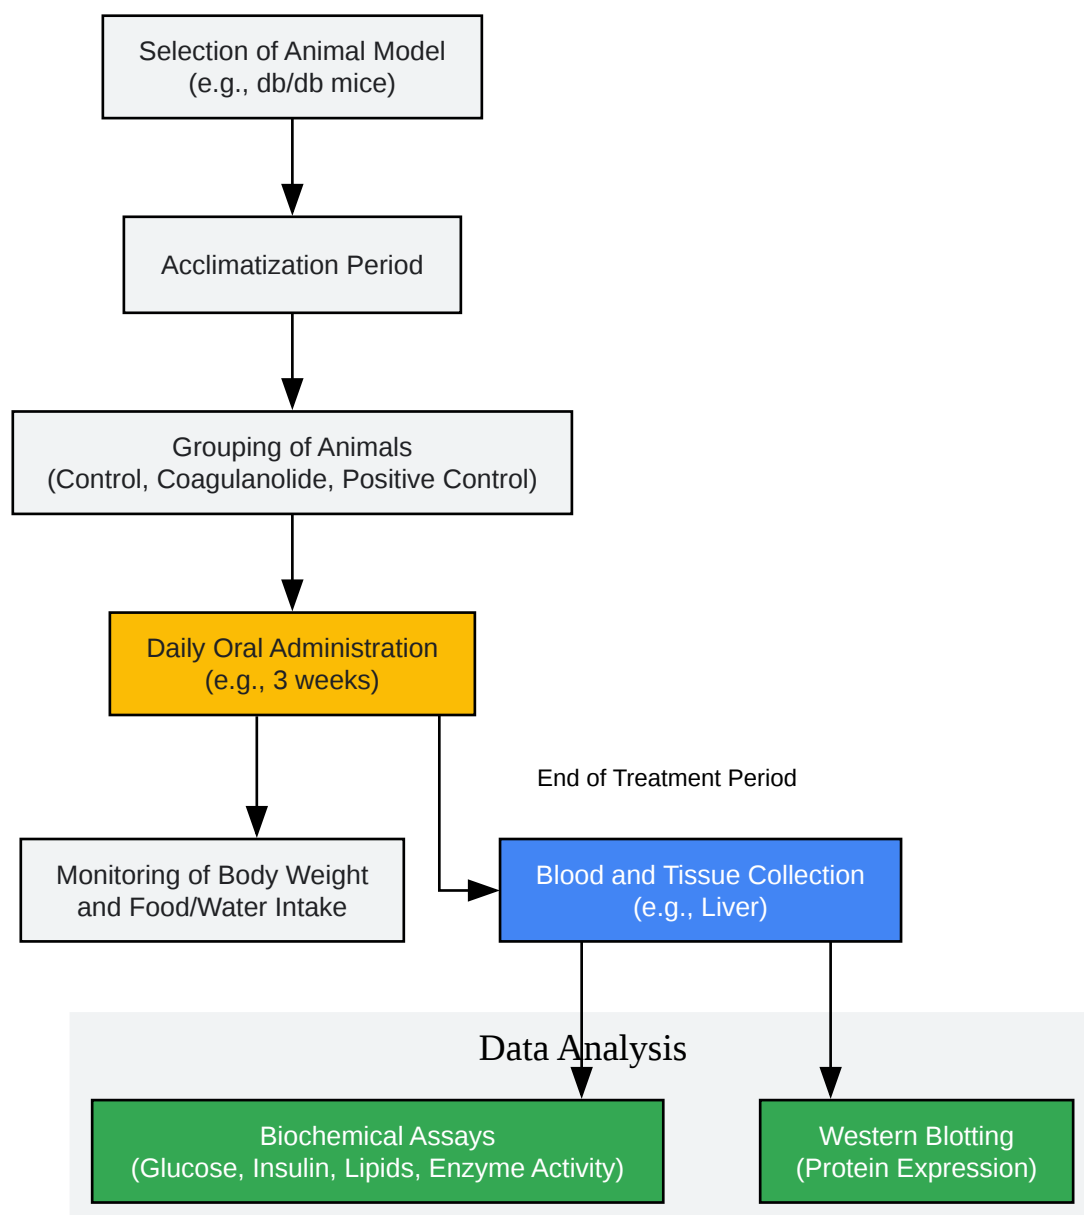 Selection of Animal Model
(e.g., db/db mice)
Acclimatization Period
Grouping of Animals
(Control, Coagulanolide, Positive Control)
Daily Oral Administration
(e.g., 3 weeks)
End of Treatment Period
Monitoring of Body Weight
and Food/Water Intake
Blood and Tissue Collection
(e.g., Liver)
Data Analysis
Biochemical Assays
(Glucose, Insulin, Lipids, Enzyme Activity)
Western Blotting
(Protein Expression)